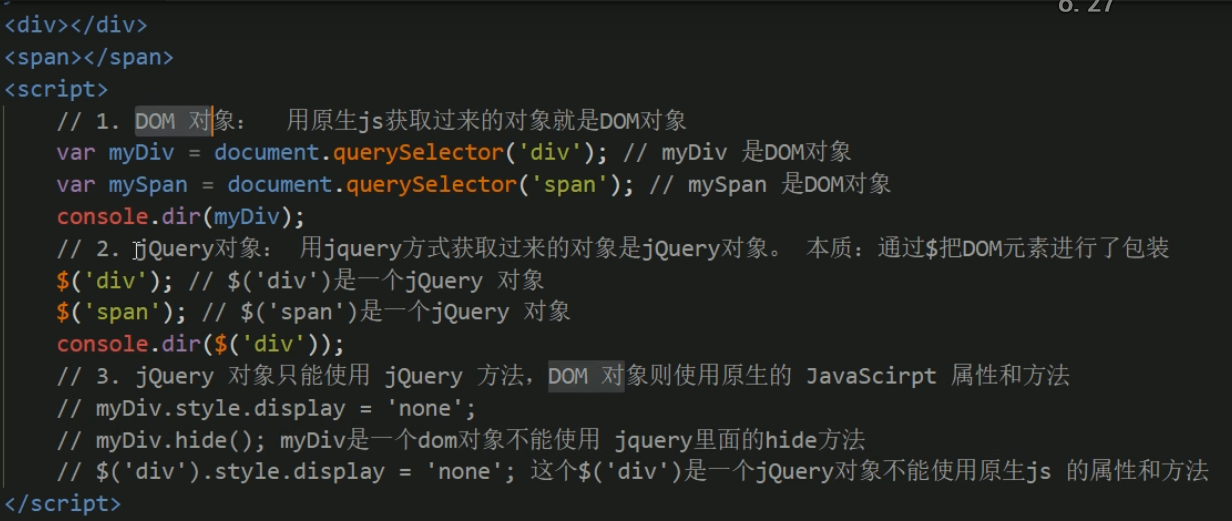 6. 27
<div></div>
<span></span>
<script>
// 1. DOM 对象:  用原生js获取过来的对象就是DOM对象
var myDiv = document.querySelector('div'); // myDiv 是DOM对象
var mySpan = document.querySelector('span'); // mySpan 是DOM对象
console.dir(myDiv);
// 2. jQuery对象: 用jquery方式获取过来的对象是jQuery对象。 本质：通过$把DOM元素进行了包装
$('div'); // $('div')是一个jQuery 对象
$('span'); // $('span')是一个jQuery 对象
console.dir($('div'));
// 3. jQuery 对象只能使用 jQuery 方法，DOM 对象则使用原生的 JavaScirpt 属性和方法
// myDiv.style.display = 'none';
// myDiv.hide(); myDiv是一个dom对象不能使用 jquery里面的hide方法
// $('div').style.display = 'none'; 这个$('div')是一个jQuery对象不能使用原生js 的属性和方法
</script>